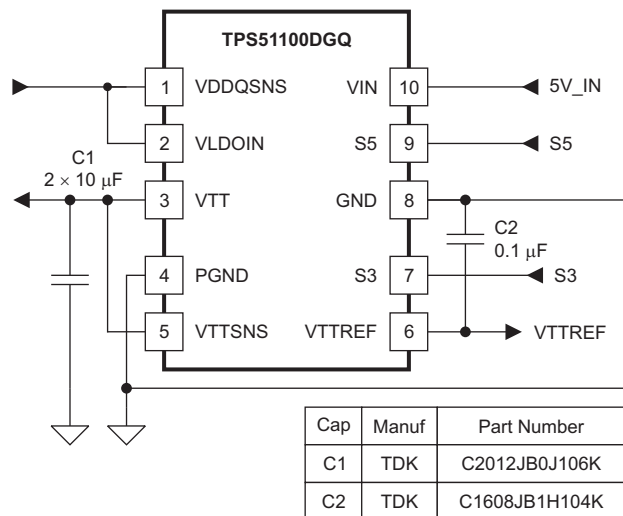 TPS51100DGQ
1 VDDQSNS VIN 10 5V_IN
2 VLDOIN S5 9 S5
C1
2 × 10 μF
3 VTT GND 8
C2
0.1 μF
4 PGND S3 7 S3
5 VTTSNS VTTREF 6 VTTREF
Cap Manuf Part Number
C1 TDK C2012JB0J106K
C2 TDK C1608JB1H104K